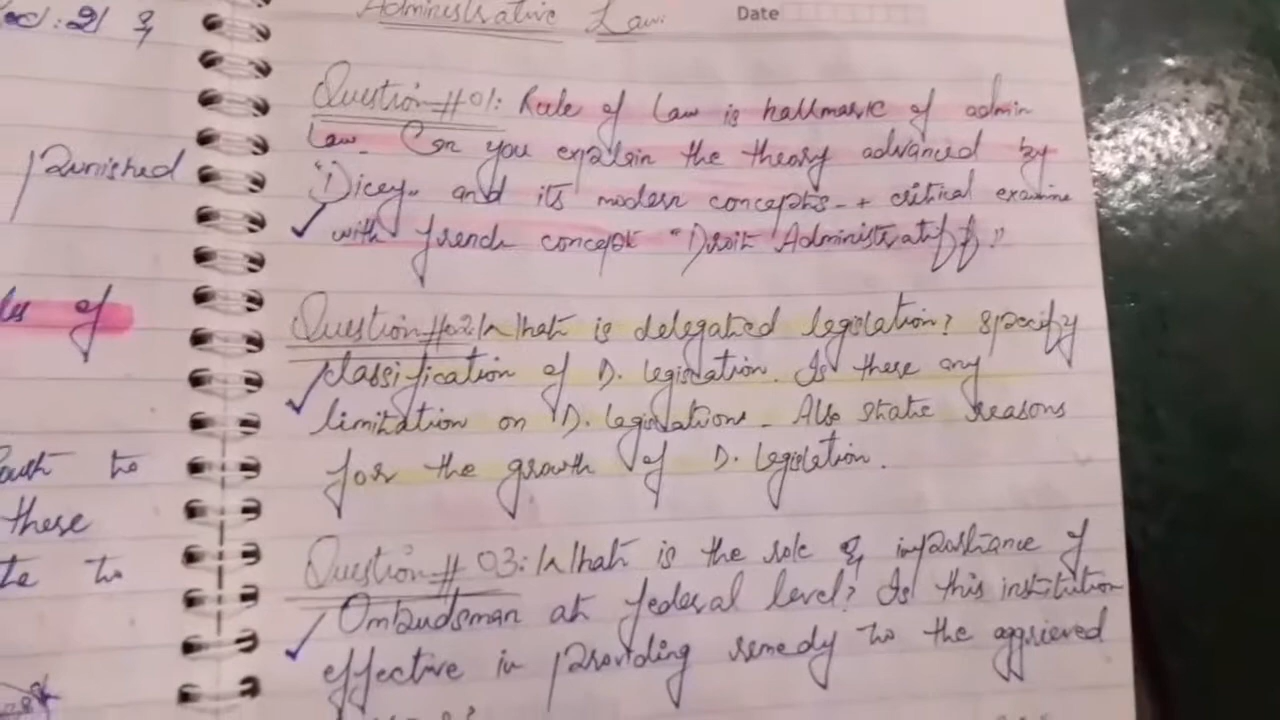 Administrative Law
Date
Question#01: Rule of Law is hallmark of admin
Law. Can you explain the theory advanced by
"Dicey" and its modern concepts - + critical examine
with french concept "Droit Administratif f."
Question#02: What is delegated legislation? Specify
classification of D. legislation. Is there any
limitation on D. legislations. Also state reasons
for the growth of D. legislation.
Question# 03: What is the role & importance of
Ombudsman at federal level? Is this institution
effective in providing remedy to the aggrieved
punished
of
to
these
to